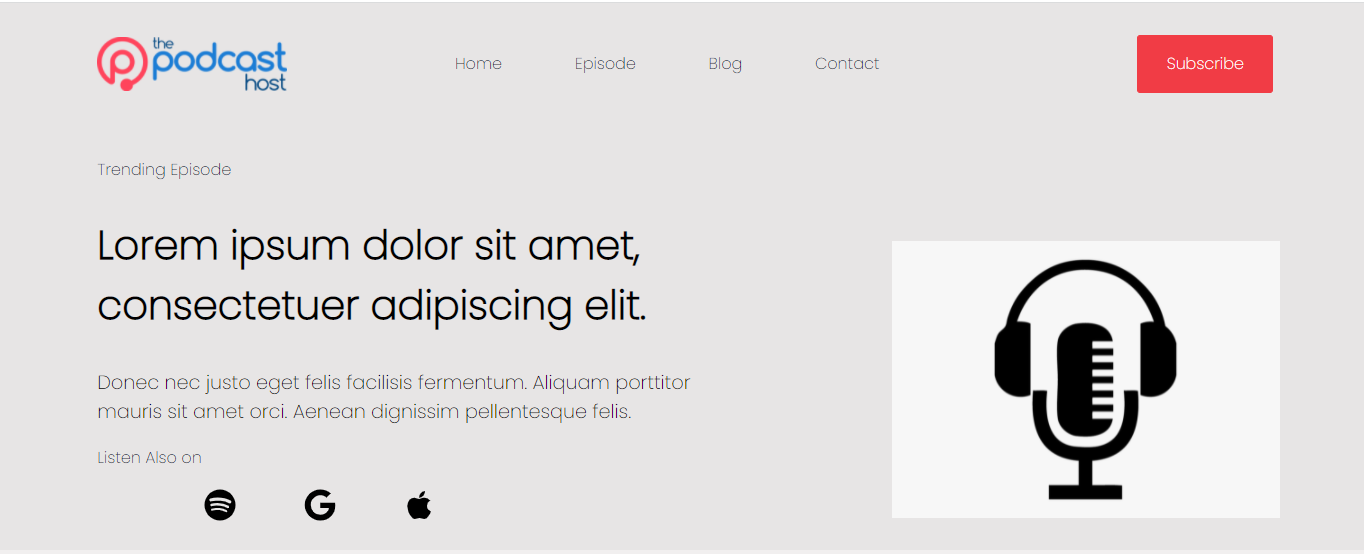 the
podcast
host
Home
Episode
Blog
Contact
Subscribe
Trending Episode
Lorem ipsum dolor sit amet,
consectetuer adipiscing elit.
Donec nec justo eget felis facilisis fermentum. Aliquam porttitor
mauris sit amet orci. Aenean dignissim pellentesque felis.
Listen Also on